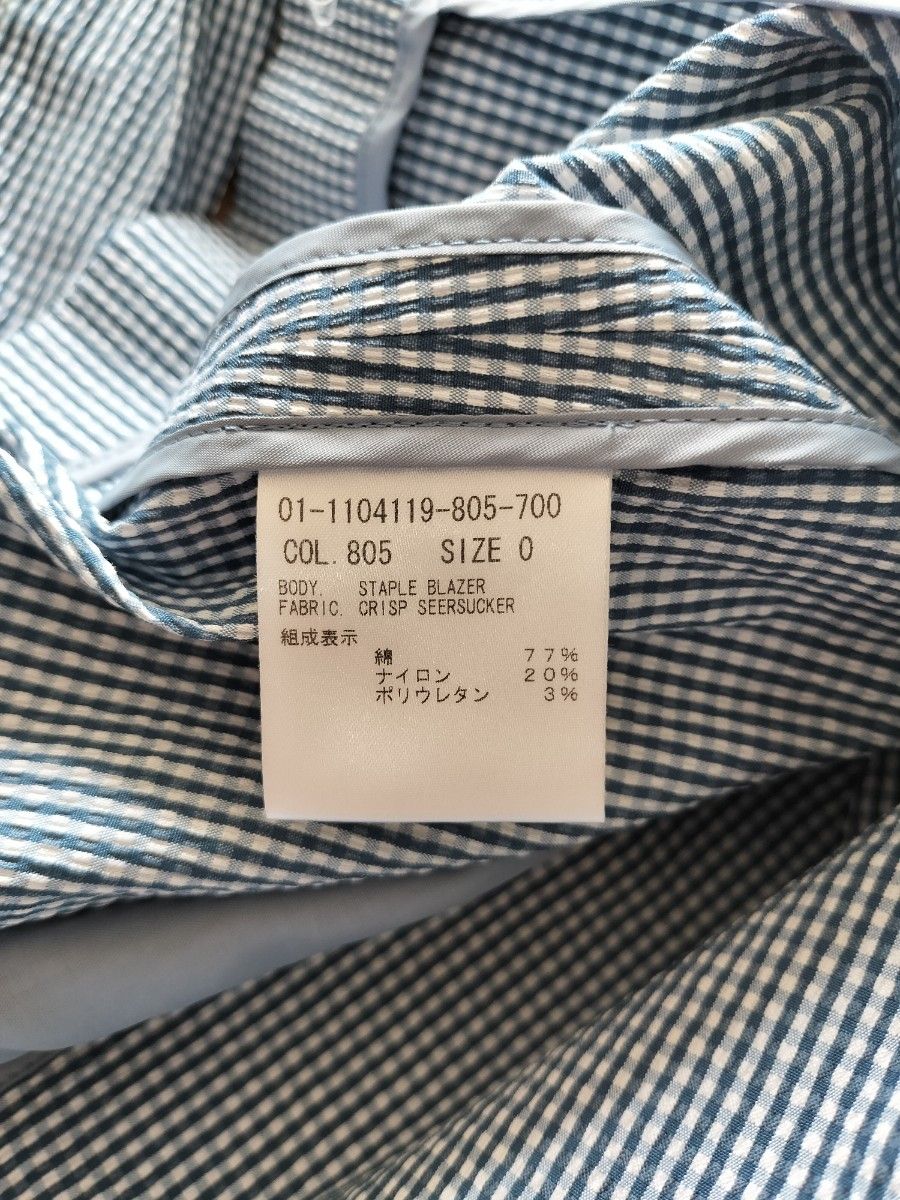 01-1104119-805-700
COL. 805 SIZE 0
BODY. STAPLE BLAZER
FABRIC. CRISP SEERSUCKER
組成表示
綿 77%
ナイロン 20%
ポリウレタン 3%